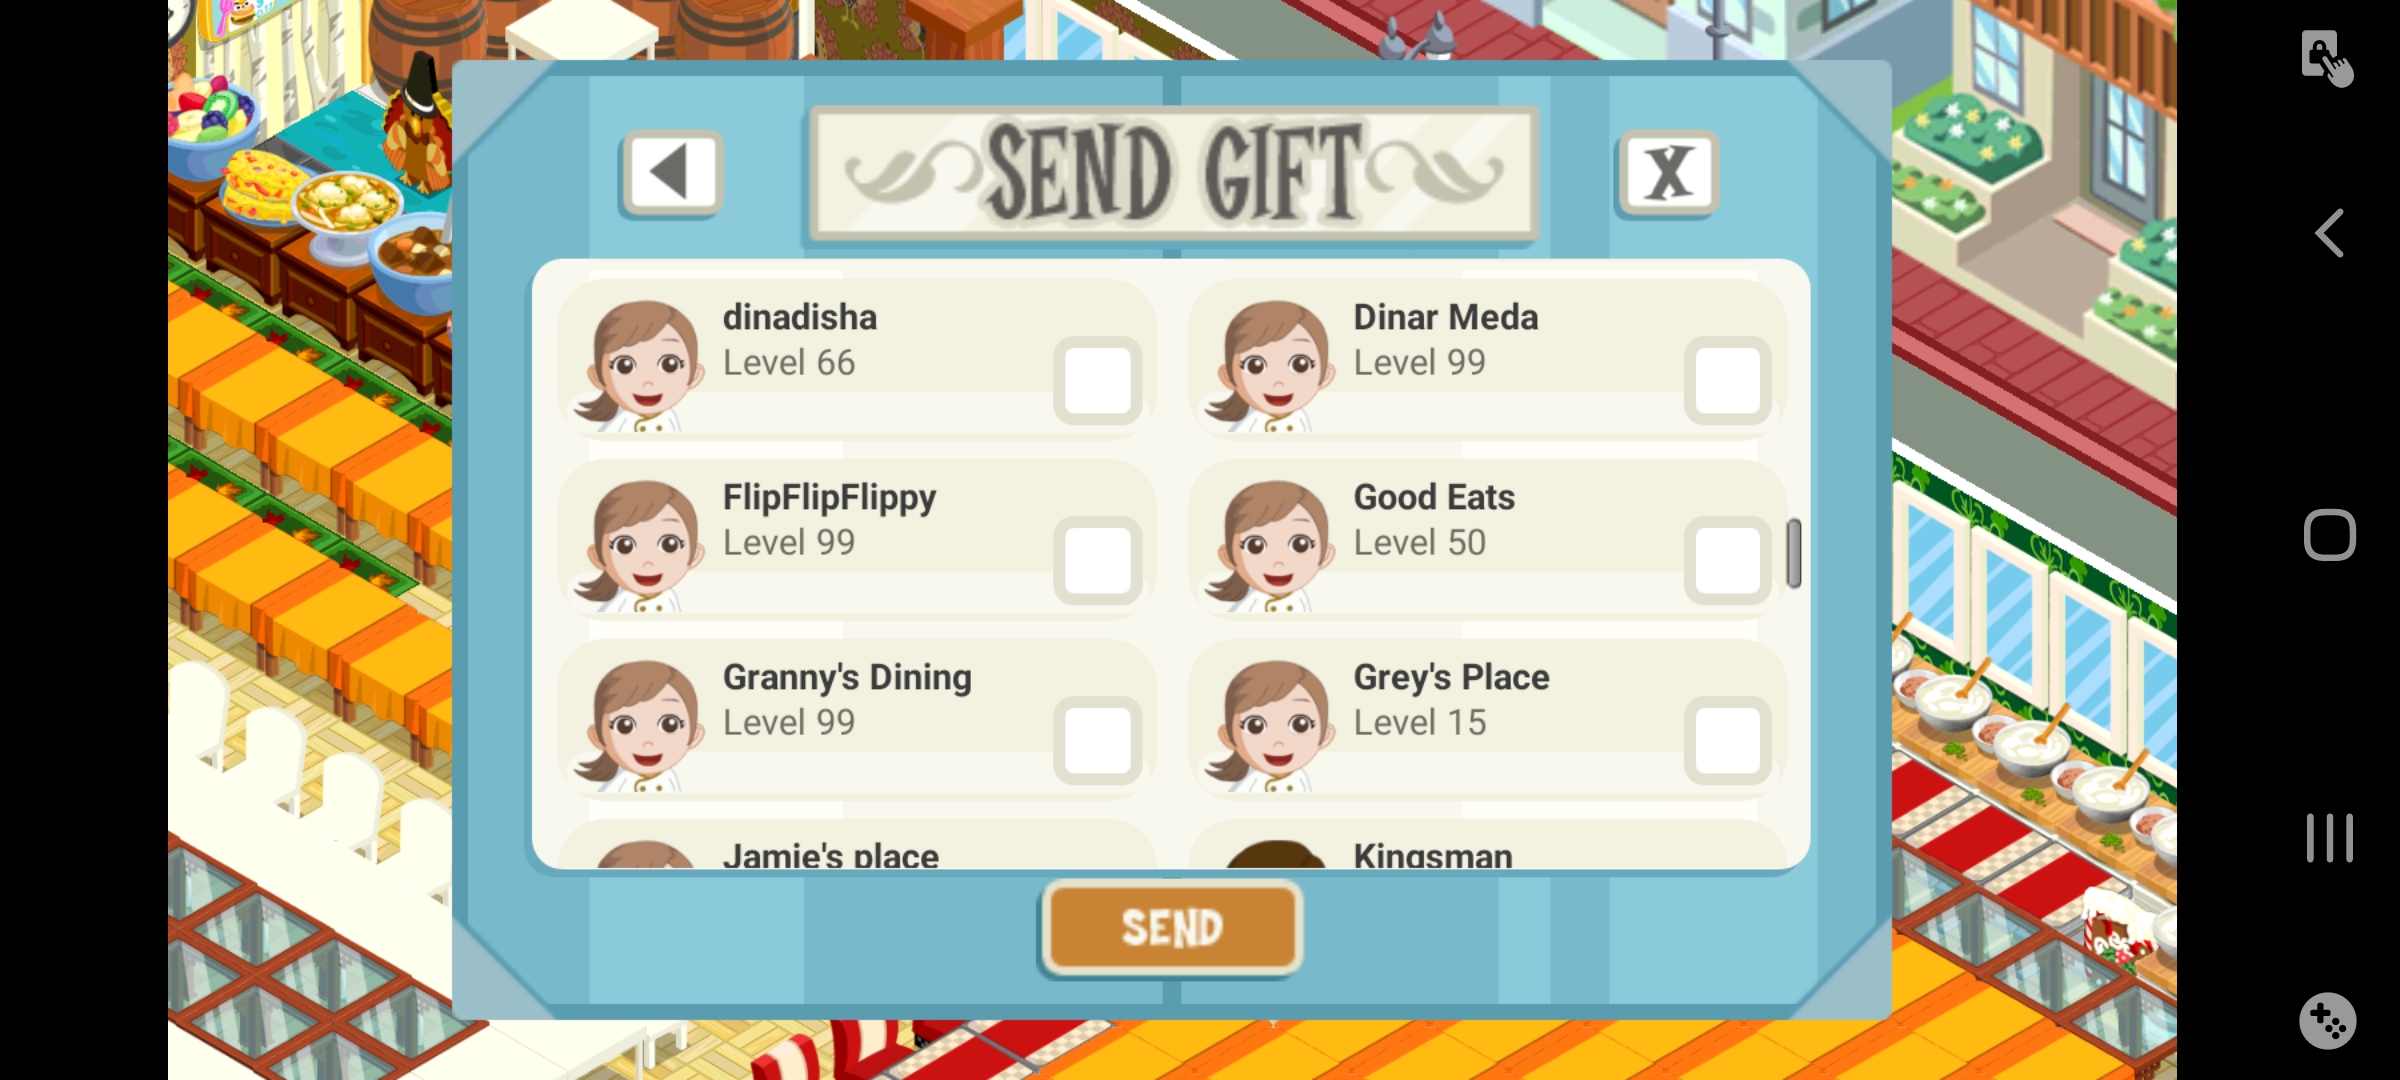 SEND GIFT
X
dinadisha
Level 66
Dinar Meda
Level 99
FlipFlipFlippy
Level 99
Good Eats
Level 50
Granny's Dining
Level 99
Grey's Place
Level 15
Jamie's place
Kingsman
SEND